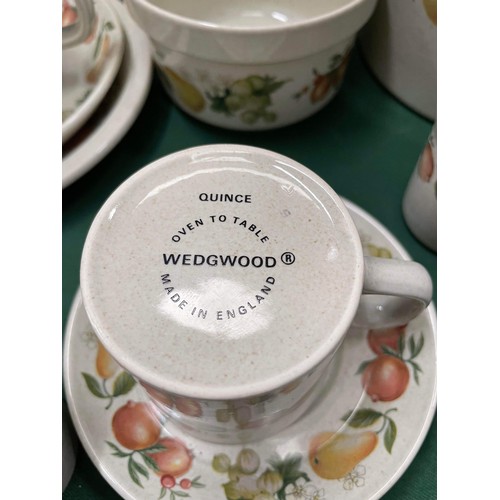 QUINCE
OVEN TO TABLE
WEDGWOOD®
MADE IN ENGLAND